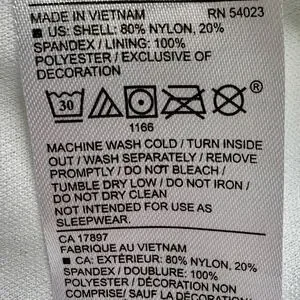 MADE IN VIETNAM RN 54023
■ US: SHELL: 80% NYLON, 20%
SPANDEX / LINING: 100%
POLYESTER / EXCLUSIVE OF
DECORATION
30
®
1166
MACHINE WASH COLD / TURN INSIDE
OUT / WASH SEPARATELY / REMOVE
PROMPTLY / DO NOT BLEACH /
TUMBLE DRY LOW / DO NOT IRON /
DO NOT DRY CLEAN
NOT INTENDED FOR USE AS
SLEEPWEAR.
CA 17897
FABRIQUE AU VIETNAM
■ CA: EXTÉRIEUR: 80% NYLON, 20%
SPANDEX / DOUBLURE: 100%
POLYESTER / DÉCORATION NON
COMPRISE/ SAUF LA DÉCORATION